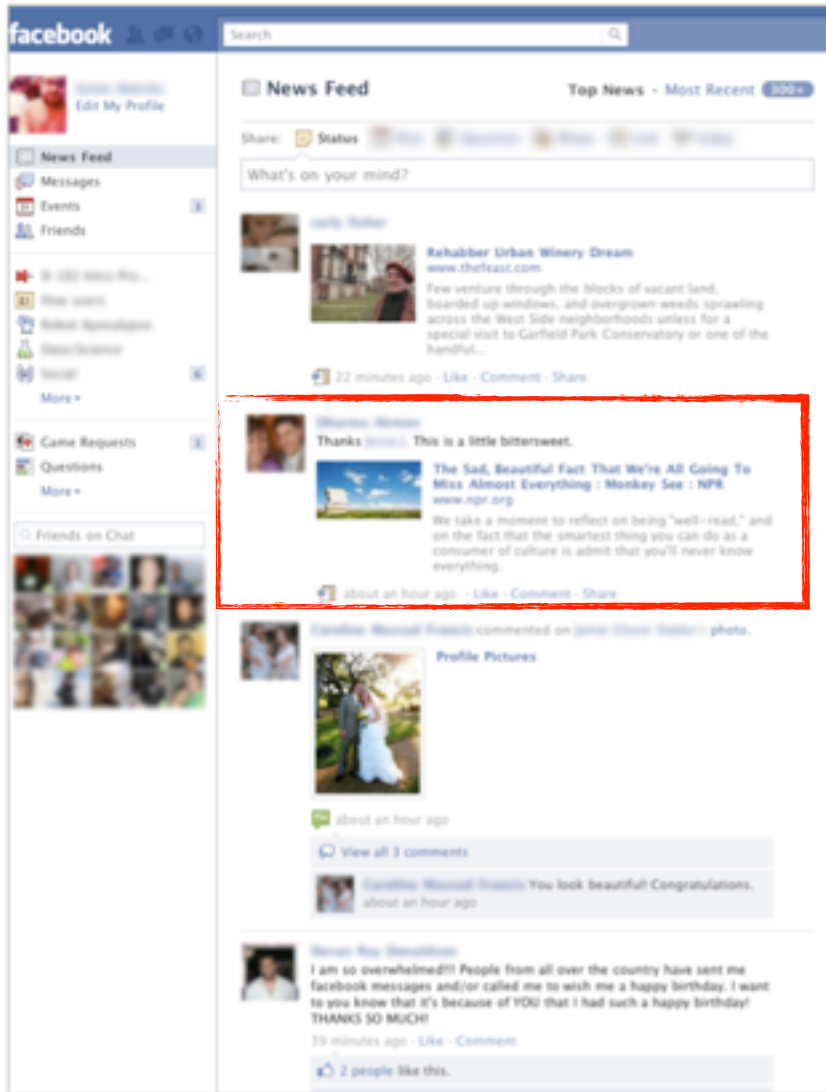 facebook
Search
Edit My Profile
News Feed
Messages
Events 3
Friends
More
Game Requests 1
Questions
More
Friends on Chat
News Feed Top News · Most Recent 300+
Share: Status
What's on your mind?
Rehabber Urban Winery Dream
www.thefeast.com
Few venture through the blocks of vacant land,
boarded up windows, and overgrown weeds sprawling
across the West Side neighborhoods unless for a
special visit to Garfield Park Conservatory or one of the
handful...
22 minutes ago · Like · Comment · Share
Thanks This is a little bittersweet.
The Sad, Beautiful Fact That We're All Going To
Miss Almost Everything : Monkey See : NPR
www.npr.org
We take a moment to reflect on being "well-read," and
on the fact that the smartest thing you can do as a
consumer of culture is admit that you'll never know
everything.
about an hour ago · Like · Comment · Share
commented on photo.
Profile Pictures
about an hour ago
View all 3 comments
You look beautiful! Congratulations.
about an hour ago
I am so overwhelmed!!! People from all over the country have sent me
facebook messages and/or called me to wish me a happy birthday. I want
to you know that it's because of YOU that I had such a happy birthday!
THANKS SO MUCH!
39 minutes ago · Like · Comment
2 people like this.